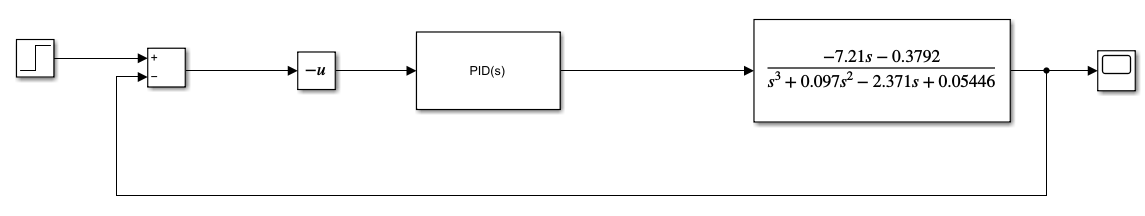 +
−
−u
PID(s)
−7.21s − 0.3792
s³ + 0.097s² − 2.371s + 0.05446